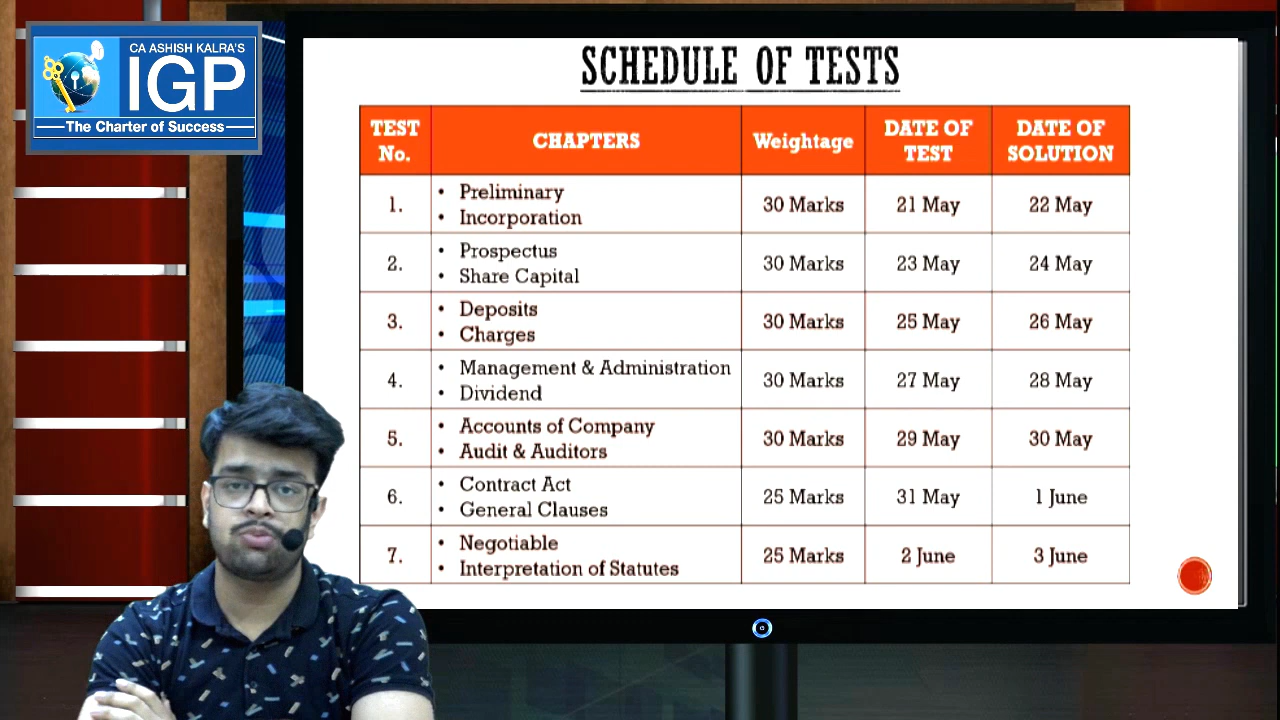 CA ASHISH KALRA'S
IGP
The Charter of Success
SCHEDULE OF TESTS
TEST No. CHAPTERS Weightage DATE OF TEST DATE OF SOLUTION
1. • Preliminary • Incorporation 30 Marks 21 May 22 May
2. • Prospectus • Share Capital 30 Marks 23 May 24 May
3. • Deposits • Charges 30 Marks 25 May 26 May
4. • Management & Administration • Dividend 30 Marks 27 May 28 May
5. • Accounts of Company • Audit & Auditors 30 Marks 29 May 30 May
6. • Contract Act • General Clauses 25 Marks 31 May 1 June
7. • Negotiable • Interpretation of Statutes 25 Marks 2 June 3 June